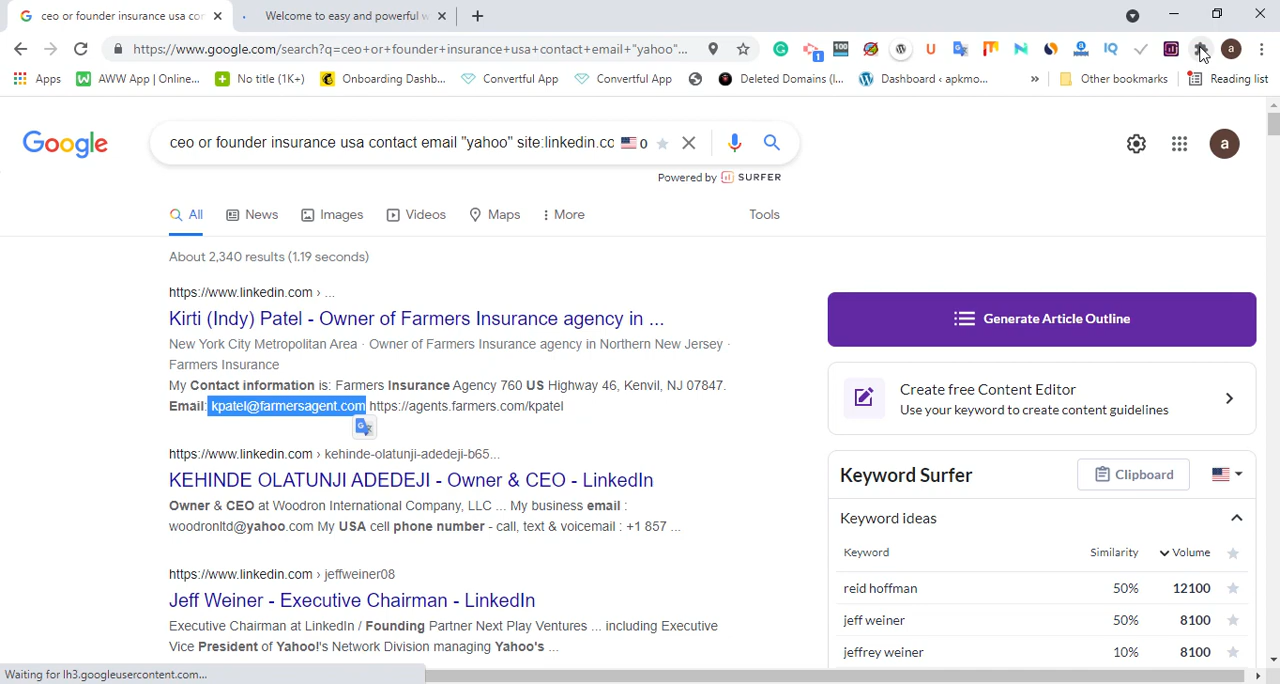 ceo or founder insurance usa cor
Welcome to easy and powerful w
https://www.google.com/search?q=ceo+or+founder+insurance+usa+contact+email+"yahoo"...
100
1
U
IQ
a
Apps
AWW App | Online...
No title (1K+)
Onboarding Dashb...
Convertful App
Convertful App
Deleted Domains (l...
Dashboard ‹ apkmo...
»
Other bookmarks
Reading list
Google
ceo or founder insurance usa contact email "yahoo" site:linkedin.co
0
a
Powered by SURFER
All
News
Images
Videos
Maps
More
Tools
About 2,340 results (1.19 seconds)
https://www.linkedin.com › ...
Kirti (Indy) Patel - Owner of Farmers Insurance agency in ...
New York City Metropolitan Area · Owner of Farmers Insurance agency in Northern New Jersey ·
Farmers Insurance
My Contact information is: Farmers Insurance Agency 760 US Highway 46, Kenvil, NJ 07847.
Email: kpatel@farmersagent.com https://agents.farmers.com/kpatel
https://www.linkedin.com › kehinde-olatunji-adedeji-b65...
KEHINDE OLATUNJI ADEDEJI - Owner & CEO - LinkedIn
Owner & CEO at Woodron International Company, LLC ... My business email :
woodronltd@yahoo.com My USA cell phone number - call, text & voicemail : +1 857 ...
https://www.linkedin.com › jeffweiner08
Jeff Weiner - Executive Chairman - LinkedIn
Executive Chairman at LinkedIn / Founding Partner Next Play Ventures ... including Executive
Vice President of Yahoo!'s Network Division managing Yahoo's ...
Generate Article Outline
Create free Content Editor
Use your keyword to create content guidelines
Keyword Surfer
Clipboard
Keyword ideas
Keyword Similarity Volume
reid hoffman 50% 12100
jeff weiner 50% 8100
jeffrey weiner 10% 8100
Waiting for lh3.googleusercontent.com...